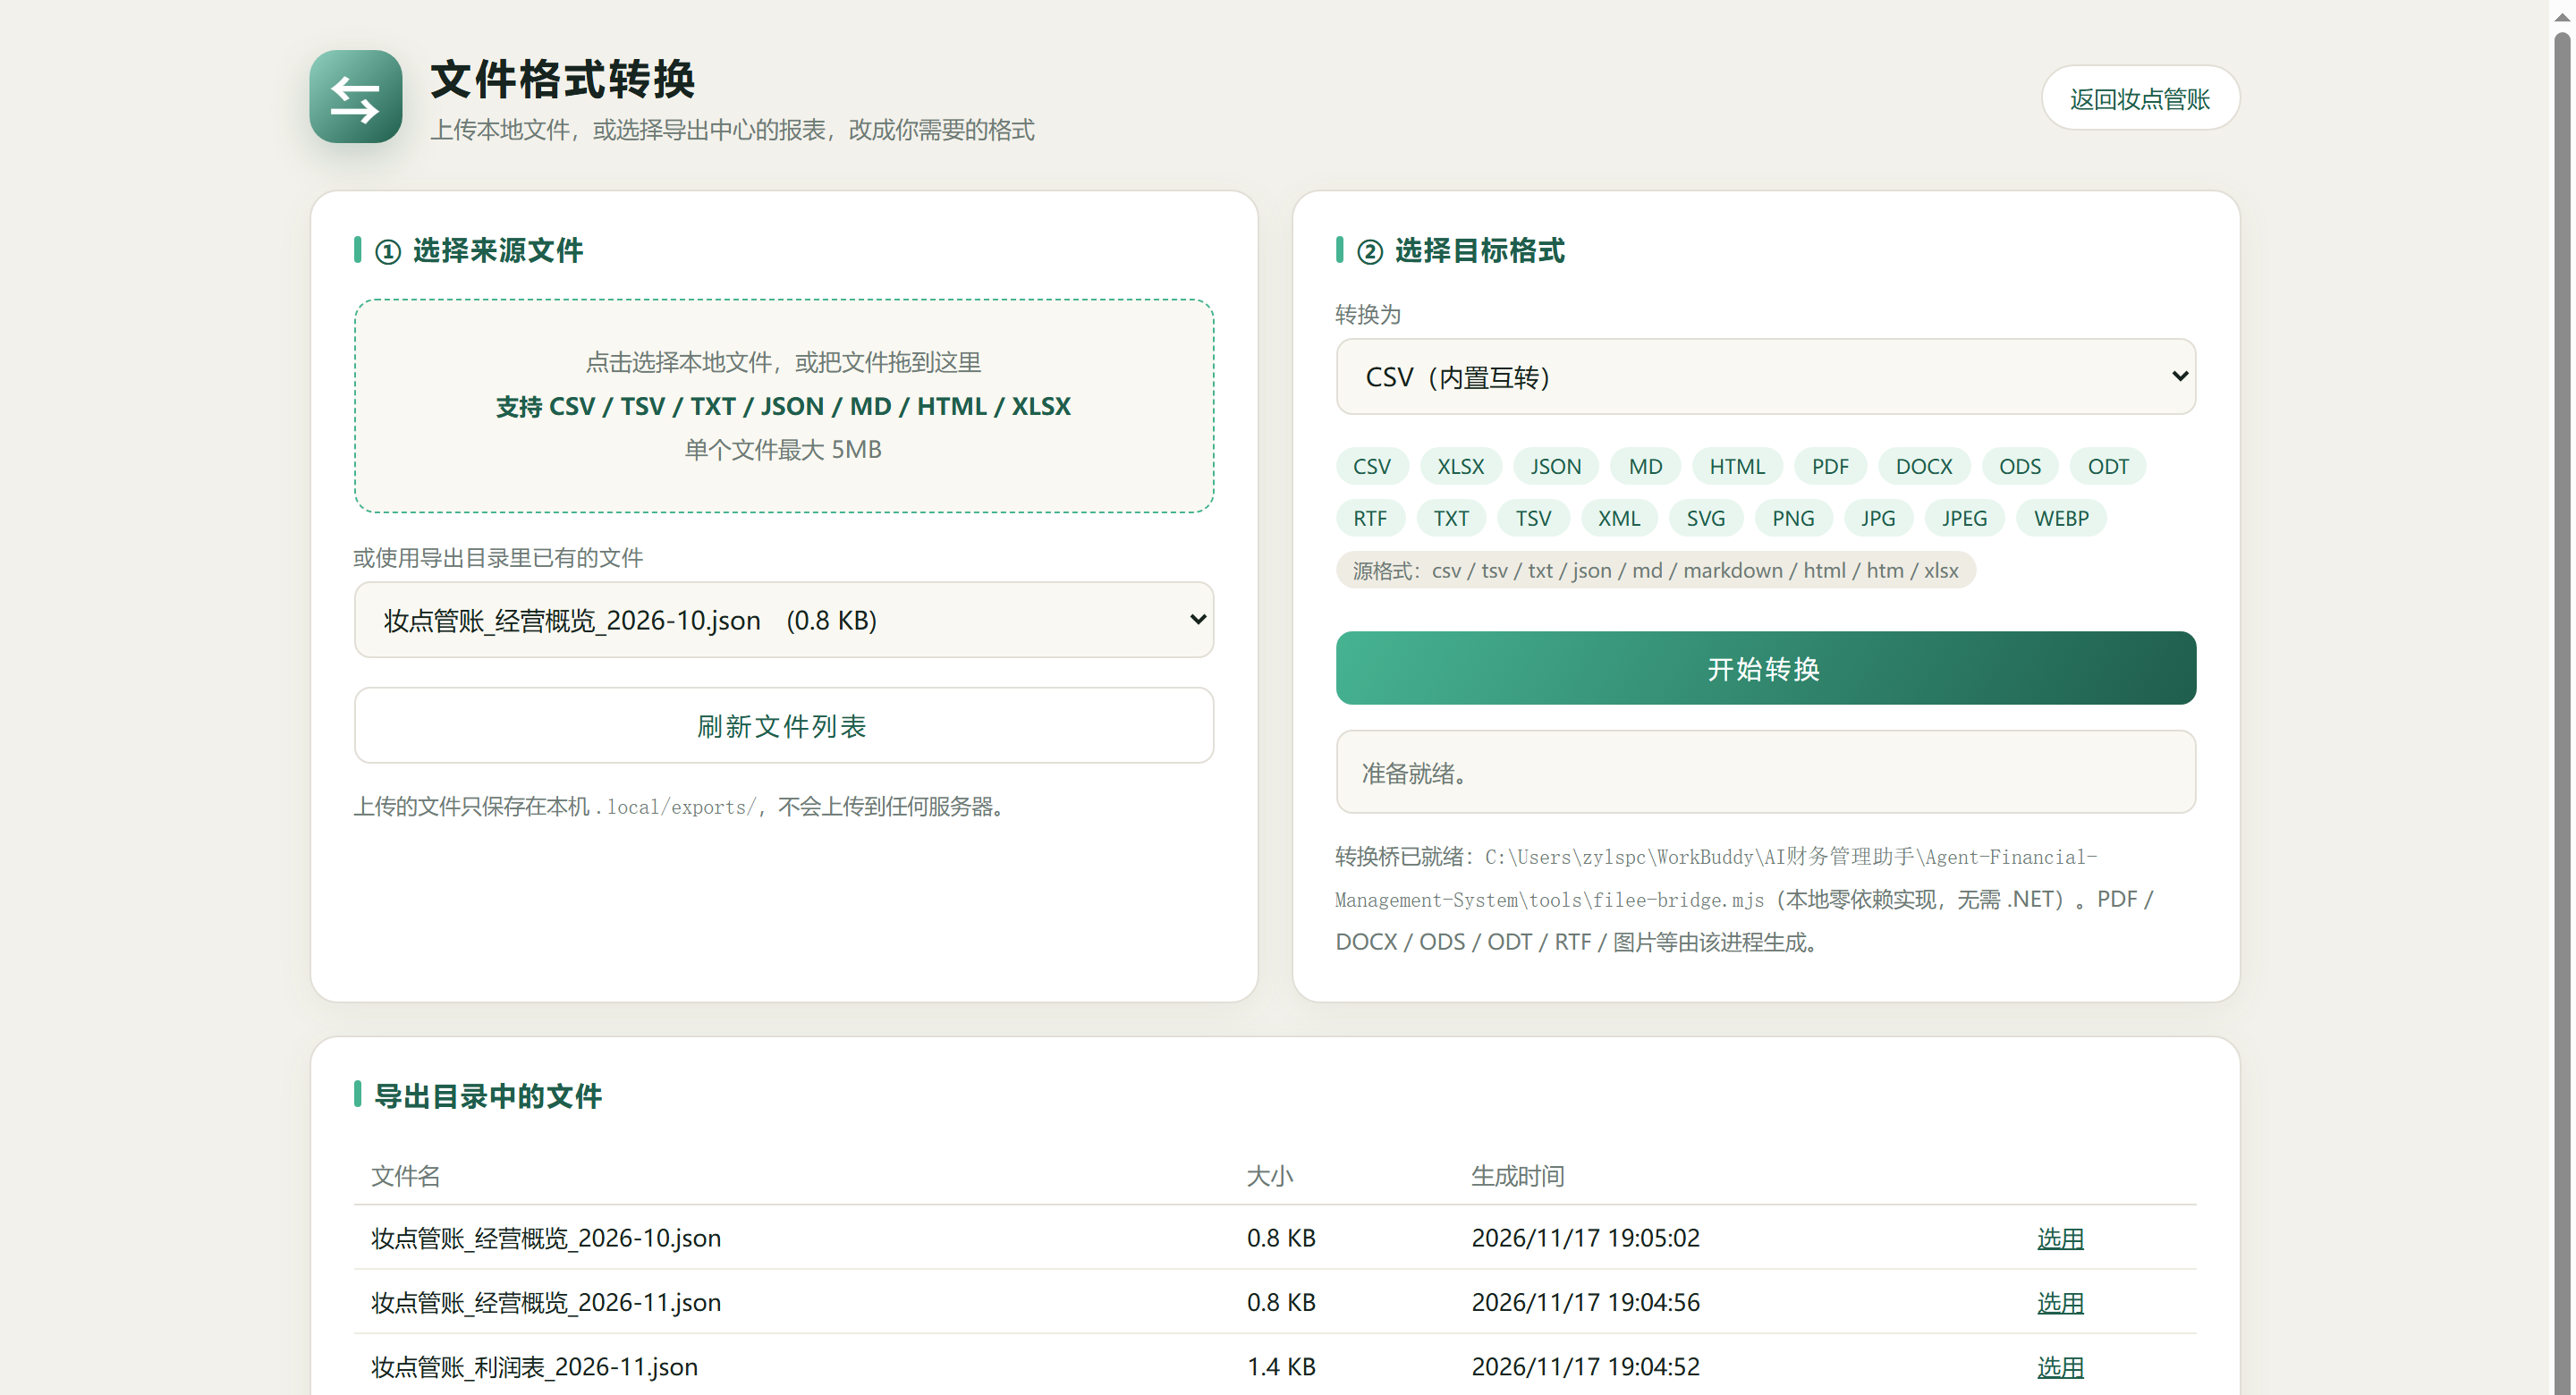 文件格式转换
上传本地文件，或选择导出中心的报表，改成你需要的格式
返回妆点管账
① 选择来源文件
点击选择本地文件，或把文件拖到这里
支持 CSV / TSV / TXT / JSON / MD / HTML / XLSX
单个文件最大 5MB
或使用导出目录里已有的文件
妆点管账_经营概览_2026-10.json (0.8 KB)
刷新文件列表
上传的文件只保存在本机 .local/exports/，不会上传到任何服务器。
② 选择目标格式
转换为
CSV（内置互转）
CSV XLSX JSON MD HTML PDF DOCX ODS ODT
RTF TXT TSV XML SVG PNG JPG JPEG WEBP
源格式：csv / tsv / txt / json / md / markdown / html / htm / xlsx
开始转换
准备就绪。
转换桥已就绪：C:\Users\zylspc\WorkBuddy\AI财务管理助手\Agent-Financial-
Management-System\tools\filee-bridge.mjs（本地零依赖实现，无需 .NET）。PDF /
DOCX / ODS / ODT / RTF / 图片等由该进程生成。
导出目录中的文件
文件名 大小 生成时间
妆点管账_经营概览_2026-10.json 0.8 KB 2026/11/17 19:05:02 选用
妆点管账_经营概览_2026-11.json 0.8 KB 2026/11/17 19:04:56 选用
妆点管账_利润表_2026-11.json 1.4 KB 2026/11/17 19:04:52 选用